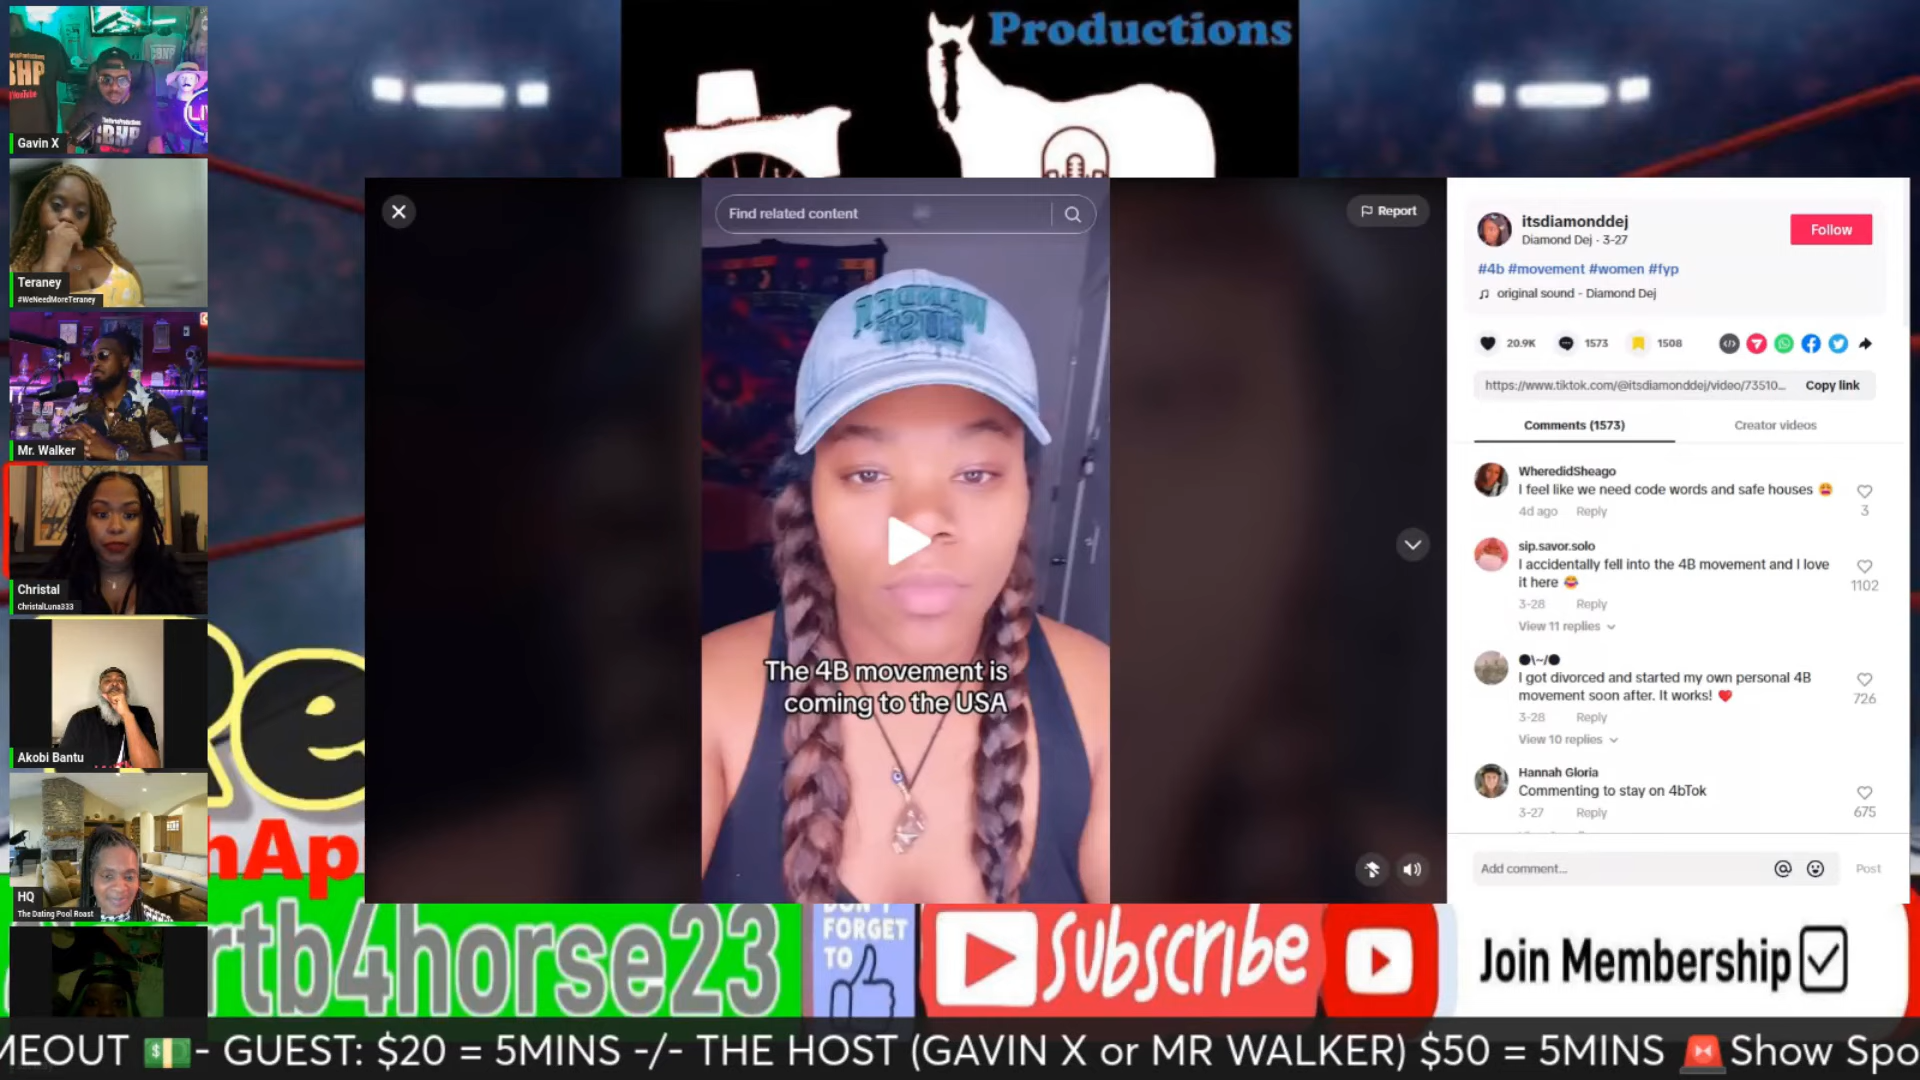 Productions
BHP
YouTube
BHP
Gavin X
Teraney
#WeNeedMoreTeraney
Mr. Walker
Christal
ChristalLuna333
Akobi Bantu
HQ
The Dating Pool Roast
Find related content
Report
The 4B movement is
coming to the USA
itsdiamonddej
Diamond Dej · 3-27
Follow
#4b #movement #women #fyp
original sound - Diamond Dej
20.9K
1573
1508
https://www.tiktok.com/@itsdiamonddej/video/73510...
Copy link
Comments (1573)
Creator videos
WheredidSheago
I feel like we need code words and safe houses 🤩
4d ago Reply
3
sip.savor.solo
I accidentally fell into the 4B movement and I love
it here 😂
1102
3-28 Reply
View 11 replies
●\~/●
I got divorced and started my own personal 4B
movement soon after. It works! ♥️
726
3-28 Reply
View 10 replies
Hannah Gloria
Commenting to stay on 4bTok
3-27 Reply
675
Add comment...
Post
rtb4horse23
FORGET
TO
Subscribe
Join Membership
MEOUT 💵 - GUEST: $20 = 5MINS -/- THE HOST (GAVIN X or MR WALKER) $50 = 5MINS 🚨Show Spo